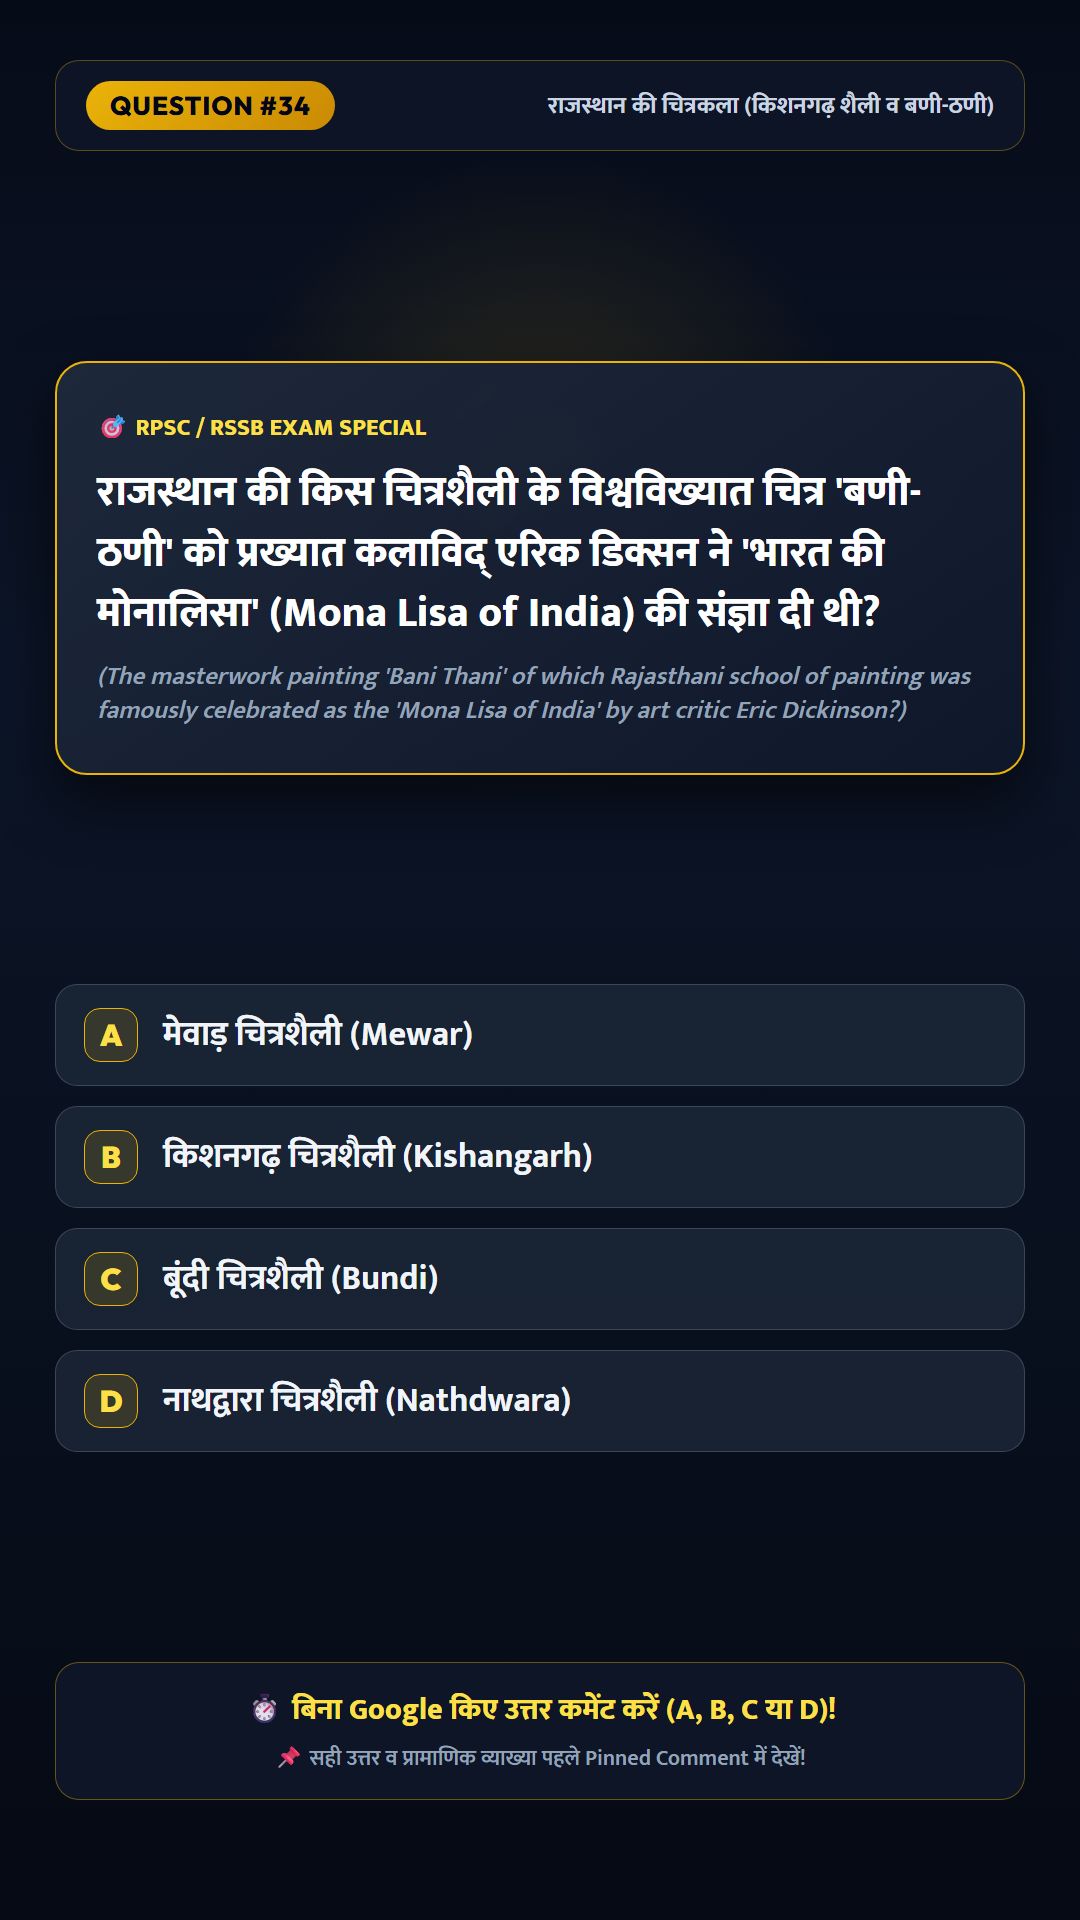 QUESTION #34
राजस्थान की चित्रकला (किशनगढ़ शैली व बणी-ठणी)
🎯 RPSC / RSSB EXAM SPECIAL
राजस्थान की किस चित्रशैली के विश्वविख्यात चित्र 'बणी-
ठणी' को प्रख्यात कलाविद् एरिक डिक्सन ने 'भारत की
मोनालिसा' (Mona Lisa of India) की संज्ञा दी थी?
(The masterwork painting 'Bani Thani' of which Rajasthani school of painting was
famously celebrated as the 'Mona Lisa of India' by art critic Eric Dickinson?)
A मेवाड़ चित्रशैली (Mewar)
B किशनगढ़ चित्रशैली (Kishangarh)
C बूंदी चित्रशैली (Bundi)
D नाथद्वारा चित्रशैली (Nathdwara)
⏱️ बिना Google किए उत्तर कमेंट करें (A, B, C या D)!
📌 सही उत्तर व प्रामाणिक व्याख्या पहले Pinned Comment में देखें!